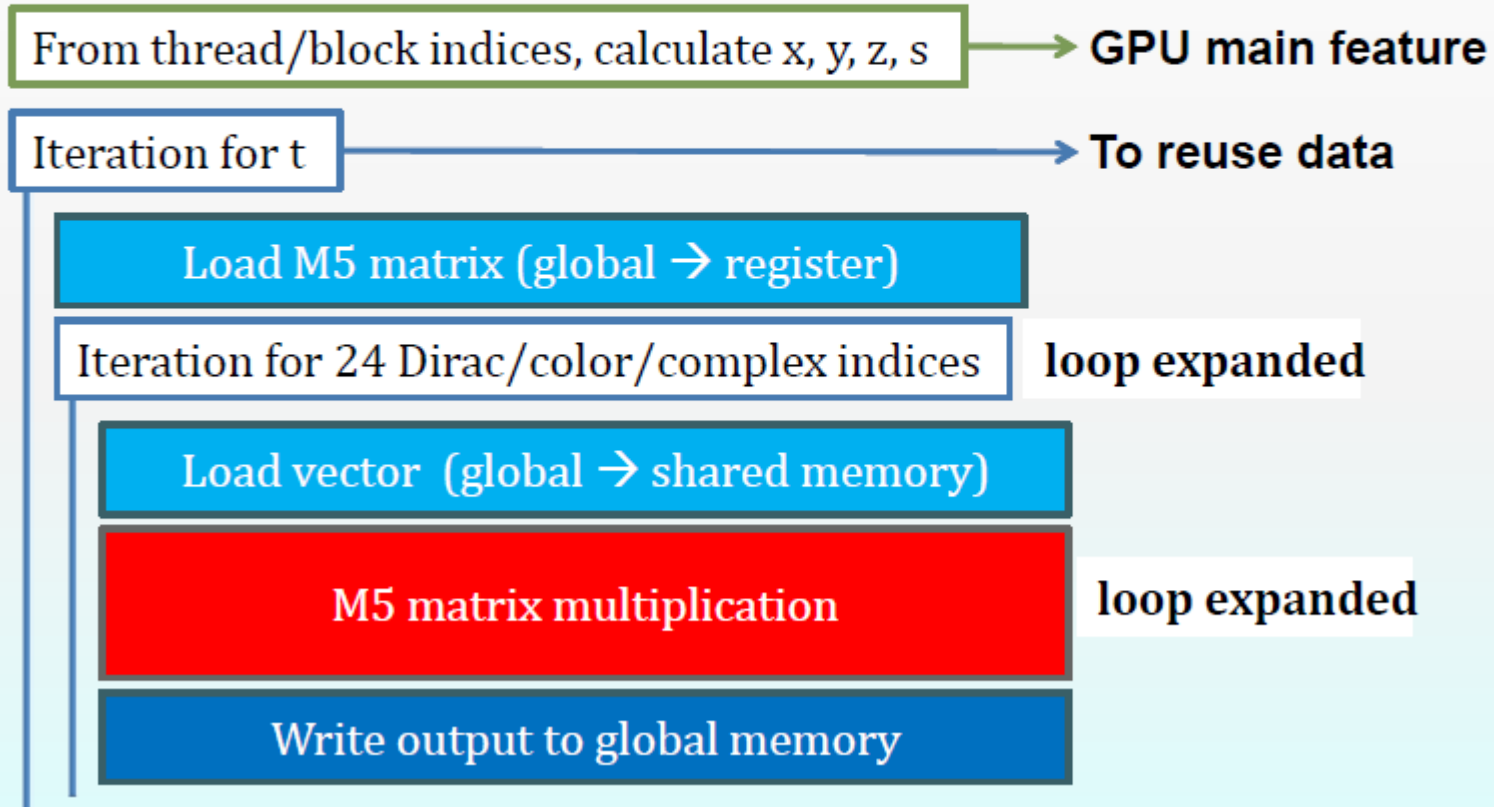 From thread/block indices, calculate x, y, z, s
GPU main feature
Iteration for t
To reuse data
Load M5 matrix (global → register)
Iteration for 24 Dirac/color/complex indices
loop expanded
Load vector (global → shared memory)
M5 matrix multiplication
loop expanded
Write output to global memory